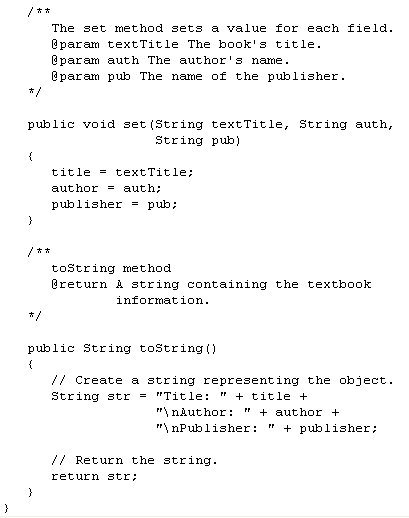 /**
The set method sets a value for each field.
@param textTitle The book's title.
@param auth The author's name.
@param pub The name of the publisher.
*/
public void set(String textTitle, String auth,
String pub)
{
title = textTitle;
author = auth;
publisher = pub;
}
/**
toString method
@return A string containing the textbook
information.
*/
public String toString()
{
// Create a string representing the object.
String str = "Title: " + title +
"\nAuthor: " + author +
"\nPublisher: " + publisher;
// Return the string.
return str;
}
}